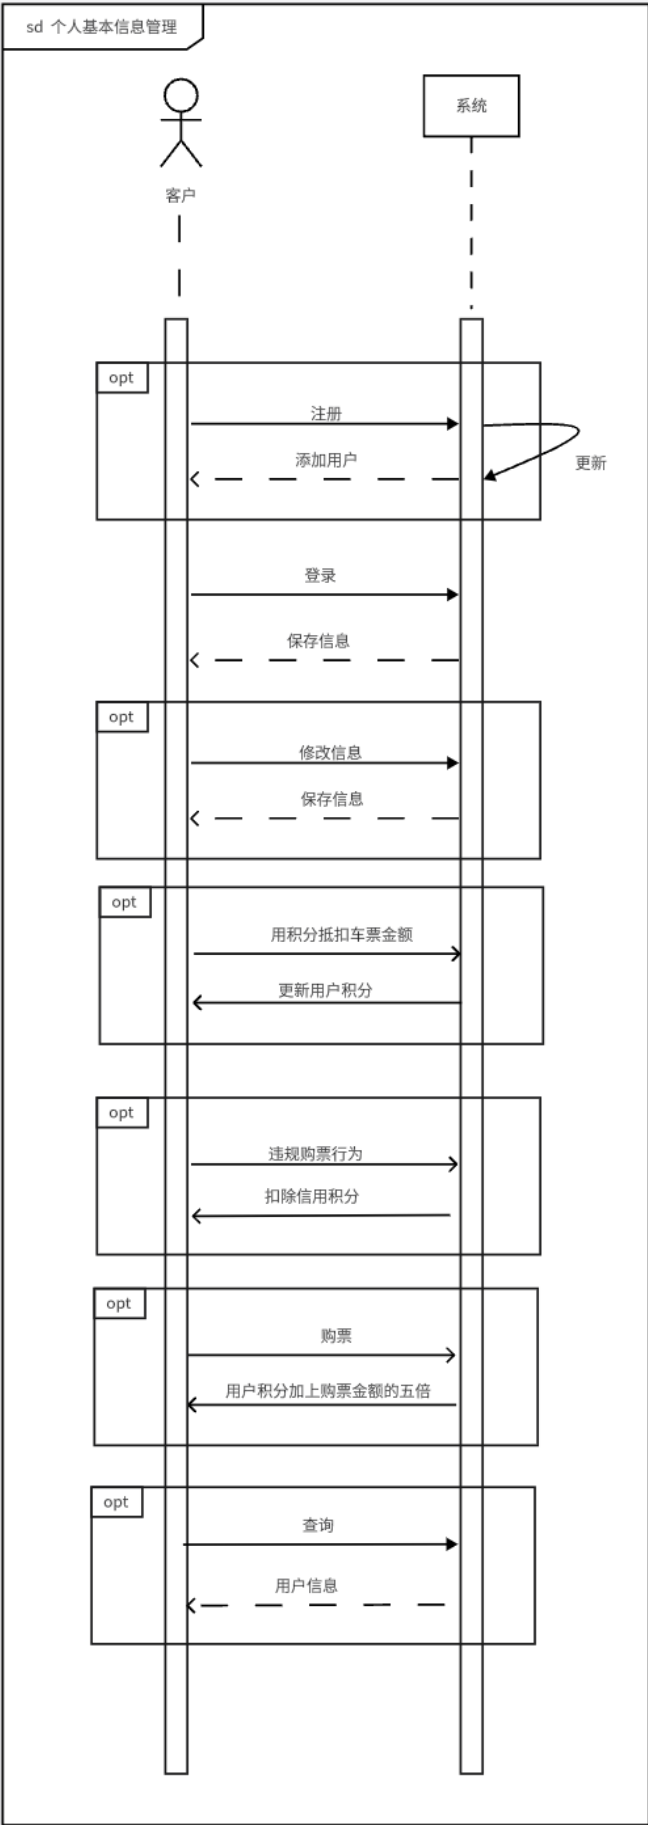 sd 个人基本信息管理
系统
客户
opt
注册
添加用户
更新
登录
保存信息
opt
修改信息
保存信息
opt
用积分抵扣车票金额
更新用户积分
opt
违规购票行为
扣除信用积分
opt
购票
用户积分加上购票金额的五倍
opt
查询
用户信息